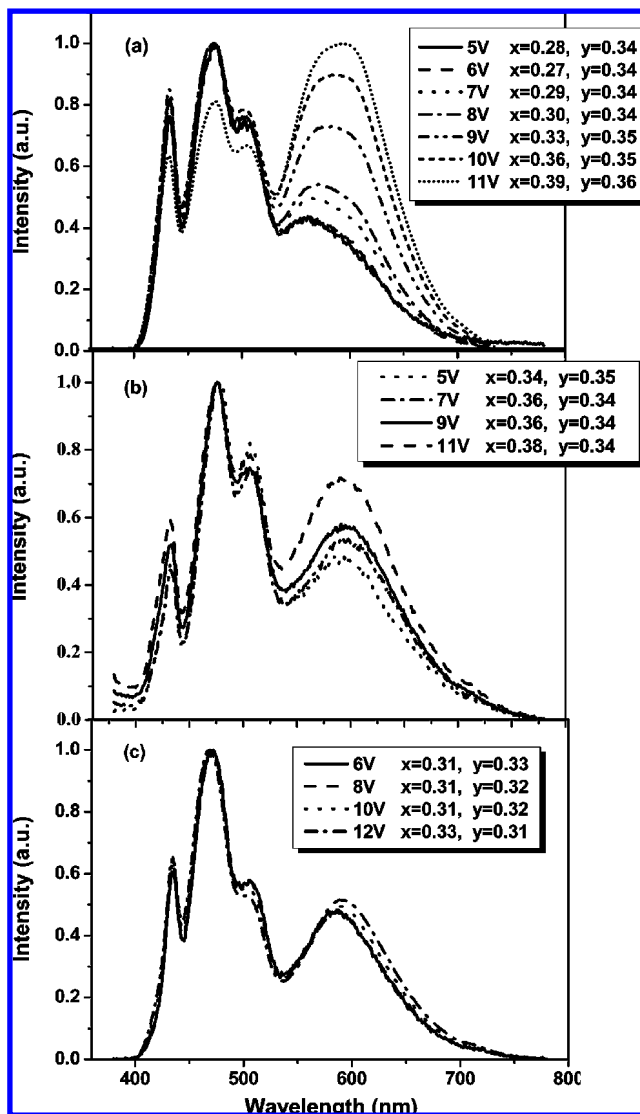 (a)
5V x=0.28, y=0.34
6V x=0.27, y=0.34
7V x=0.29, y=0.34
8V x=0.30, y=0.34
9V x=0.33, y=0.35
10V x=0.36, y=0.35
11V x=0.39, y=0.36
Intensity (a.u.)
1.0
0.8
0.6
0.4
0.2
0.0
(b)
5V x=0.34, y=0.35
7V x=0.36, y=0.34
9V x=0.36, y=0.34
11V x=0.38, y=0.34
Intensity (a.u.)
1.0
0.8
0.6
0.4
0.2
0.0
(c)
6V x=0.31, y=0.33
8V x=0.31, y=0.32
10V x=0.31, y=0.32
12V x=0.33, y=0.31
Intensity (a.u.)
1.0
0.8
0.6
0.4
0.2
0.0
400 500 600 700 800
Wavelength (nm)